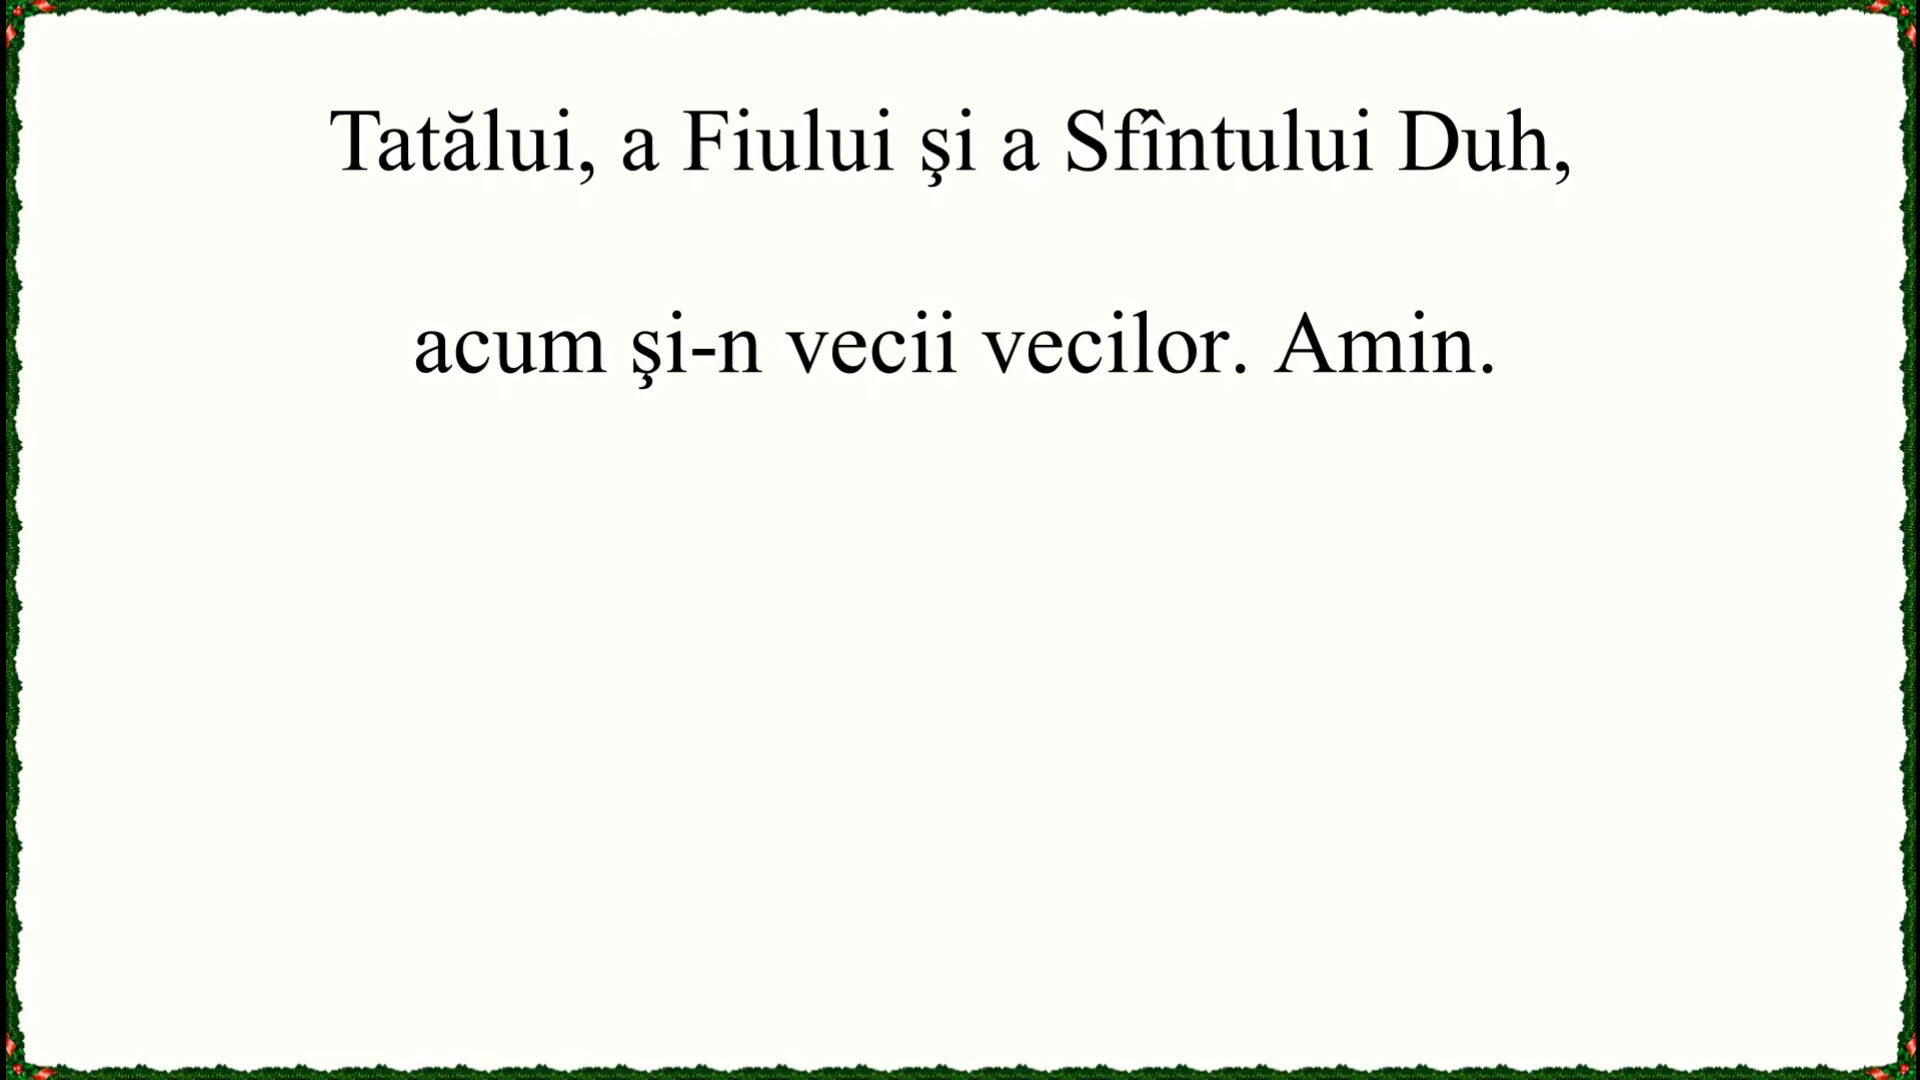 Tatălui, a Fiului şi a Sfîntului Duh,
acum şi-n vecii vecilor. Amin.